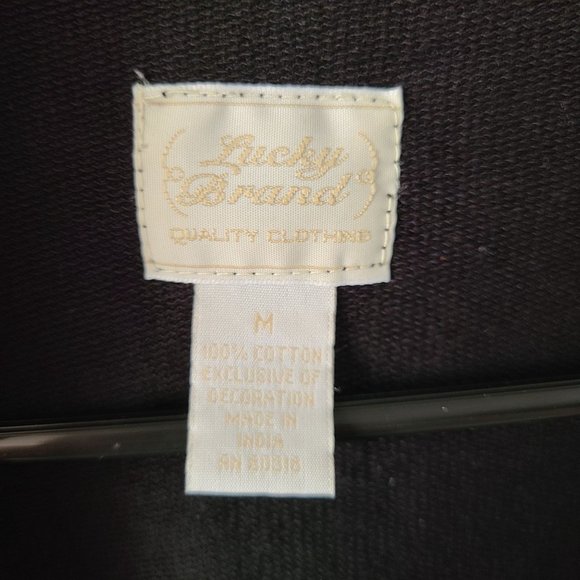 Lucky
Brand®
QUALITY CLOTHING
M
100% COTTON
EXCLUSIVE OF
DECORATION
MADE IN
INDIA